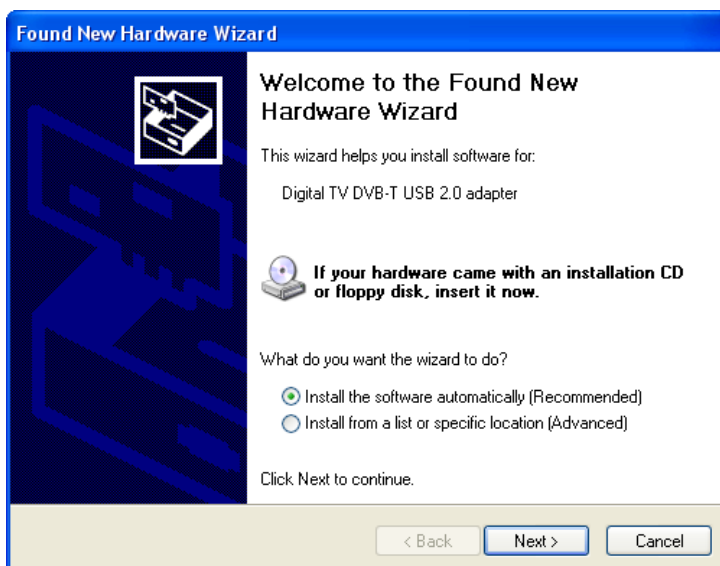 Found New Hardware Wizard
Welcome to the Found New
Hardware Wizard
This wizard helps you install software for:
Digital TV DVB-T USB 2.0 adapter
If your hardware came with an installation CD
or floppy disk, insert it now.
What do you want the wizard to do?
Install the software automatically (Recommended)
Install from a list or specific location (Advanced)
Click Next to continue.
< Back
Next >
Cancel